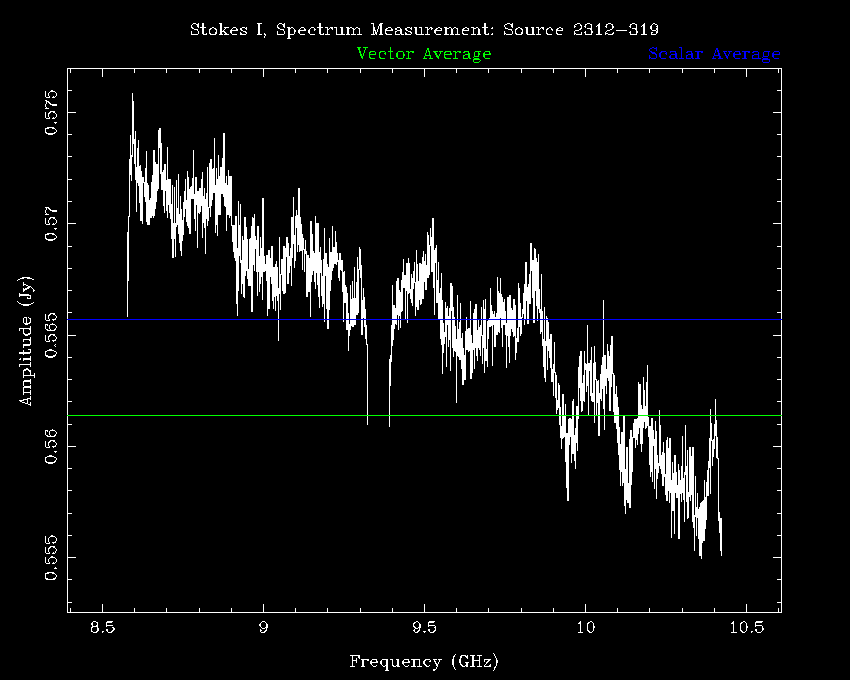 Stokes I, Spectrum Measurement: Source 2312−319
Vector Average Scalar Average
0.575
0.57
0.565
0.56
0.555
Amplitude (Jy)
8.5 9 9.5 10 10.5
Frequency (GHz)